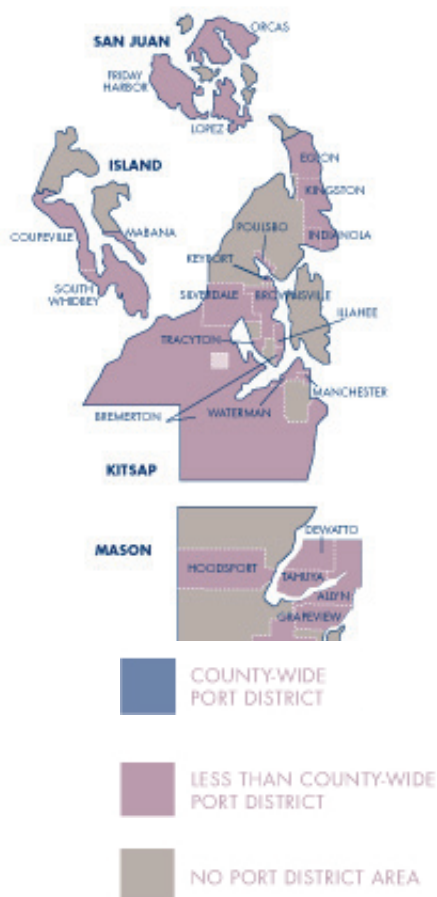 ORCAS
SAN JUAN
FRIDAY
HARBOR
LOPEZ
EGLON
ISLAND
KINGSTON
POULSBO
MABANA
COUPEVILLE
INDIANOLA
KEYPORT
SOUTH
WHIDBEY
SILVERDALE
BROWNSVILLE
ILLAHEE
TRACYTON
MANCHESTER
WATERMAN
BREMERTON
KITSAP
DEWATTO
MASON
HOODSPORT
TAHUYA
ALLYN
GRAPEVIEW
COUNTY-WIDE
PORT DISTRICT
LESS THAN COUNTY-WIDE
PORT DISTRICT
NO PORT DISTRICT AREA